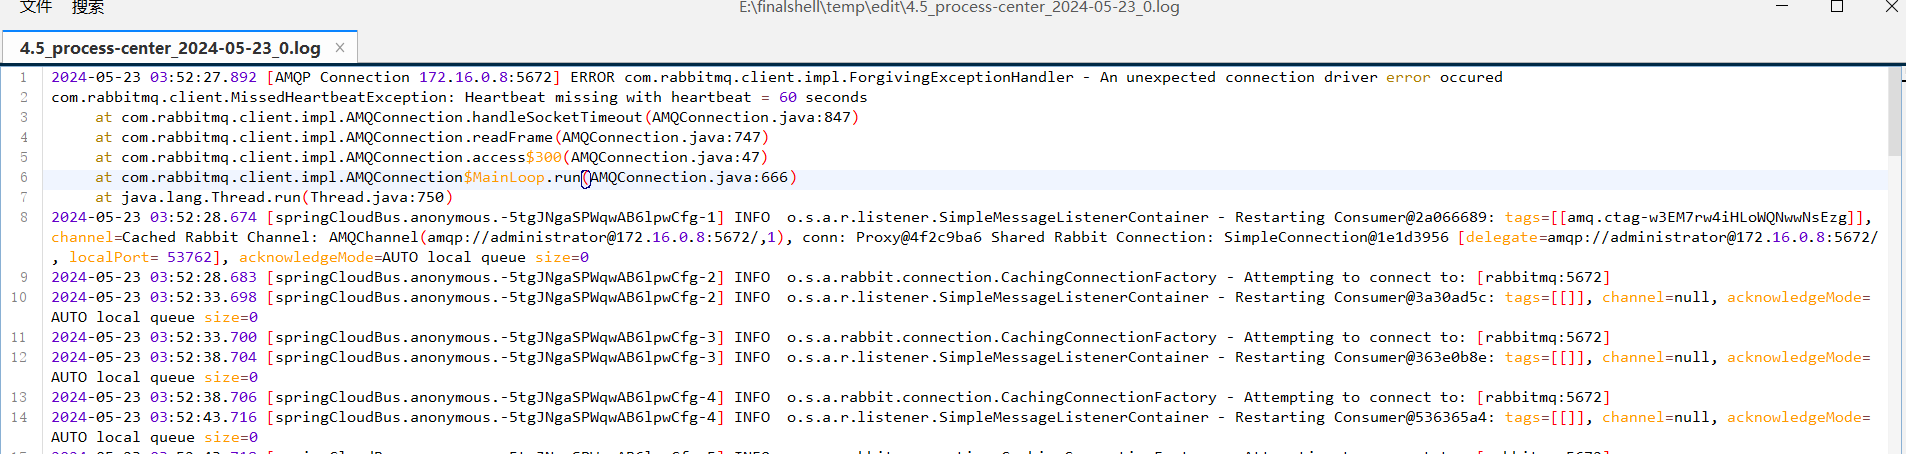 文件 搜索
E:\finalshell\temp\edit\4.5_process-center_2024-05-23_0.log
4.5_process-center_2024-05-23_0.log ×
1 2024-05-23 03:52:27.892 [AMQP Connection 172.16.0.8:5672] ERROR com.rabbitmq.client.impl.ForgivingExceptionHandler - An unexpected connection driver error occured
2 com.rabbitmq.client.MissedHeartbeatException: Heartbeat missing with heartbeat = 60 seconds
3 at com.rabbitmq.client.impl.AMQConnection.handleSocketTimeout(AMQConnection.java:847)
4 at com.rabbitmq.client.impl.AMQConnection.readFrame(AMQConnection.java:747)
5 at com.rabbitmq.client.impl.AMQConnection.access$300(AMQConnection.java:47)
6 at com.rabbitmq.client.impl.AMQConnection$MainLoop.run(AMQConnection.java:666)
7 at java.lang.Thread.run(Thread.java:750)
8 2024-05-23 03:52:28.674 [springCloudBus.anonymous.-5tgJNgaSPWqwAB6lpwCfg-1] INFO  o.s.a.r.listener.SimpleMessageListenerContainer - Restarting Consumer@2a066689: tags=[[amq.ctag-w3EM7rw4iHLoWQNwwNsEzg]],
channel=Cached Rabbit Channel: AMQChannel(amqp://administrator@172.16.0.8:5672/,1), conn: Proxy@4f2c9ba6 Shared Rabbit Connection: SimpleConnection@1e1d3956 [delegate=amqp://administrator@172.16.0.8:5672/
, localPort= 53762], acknowledgeMode=AUTO local queue size=0
9 2024-05-23 03:52:28.683 [springCloudBus.anonymous.-5tgJNgaSPWqwAB6lpwCfg-2] INFO  o.s.a.rabbit.connection.CachingConnectionFactory - Attempting to connect to: [rabbitmq:5672]
10 2024-05-23 03:52:33.698 [springCloudBus.anonymous.-5tgJNgaSPWqwAB6lpwCfg-2] INFO  o.s.a.r.listener.SimpleMessageListenerContainer - Restarting Consumer@3a30ad5c: tags=[[]], channel=null, acknowledgeMode=
AUTO local queue size=0
11 2024-05-23 03:52:33.700 [springCloudBus.anonymous.-5tgJNgaSPWqwAB6lpwCfg-3] INFO  o.s.a.rabbit.connection.CachingConnectionFactory - Attempting to connect to: [rabbitmq:5672]
12 2024-05-23 03:52:38.704 [springCloudBus.anonymous.-5tgJNgaSPWqwAB6lpwCfg-3] INFO  o.s.a.r.listener.SimpleMessageListenerContainer - Restarting Consumer@363e0b8e: tags=[[]], channel=null, acknowledgeMode=
AUTO local queue size=0
13 2024-05-23 03:52:38.706 [springCloudBus.anonymous.-5tgJNgaSPWqwAB6lpwCfg-4] INFO  o.s.a.rabbit.connection.CachingConnectionFactory - Attempting to connect to: [rabbitmq:5672]
14 2024-05-23 03:52:43.716 [springCloudBus.anonymous.-5tgJNgaSPWqwAB6lpwCfg-4] INFO  o.s.a.r.listener.SimpleMessageListenerContainer - Restarting Consumer@536365a4: tags=[[]], channel=null, acknowledgeMode=
AUTO local queue size=0